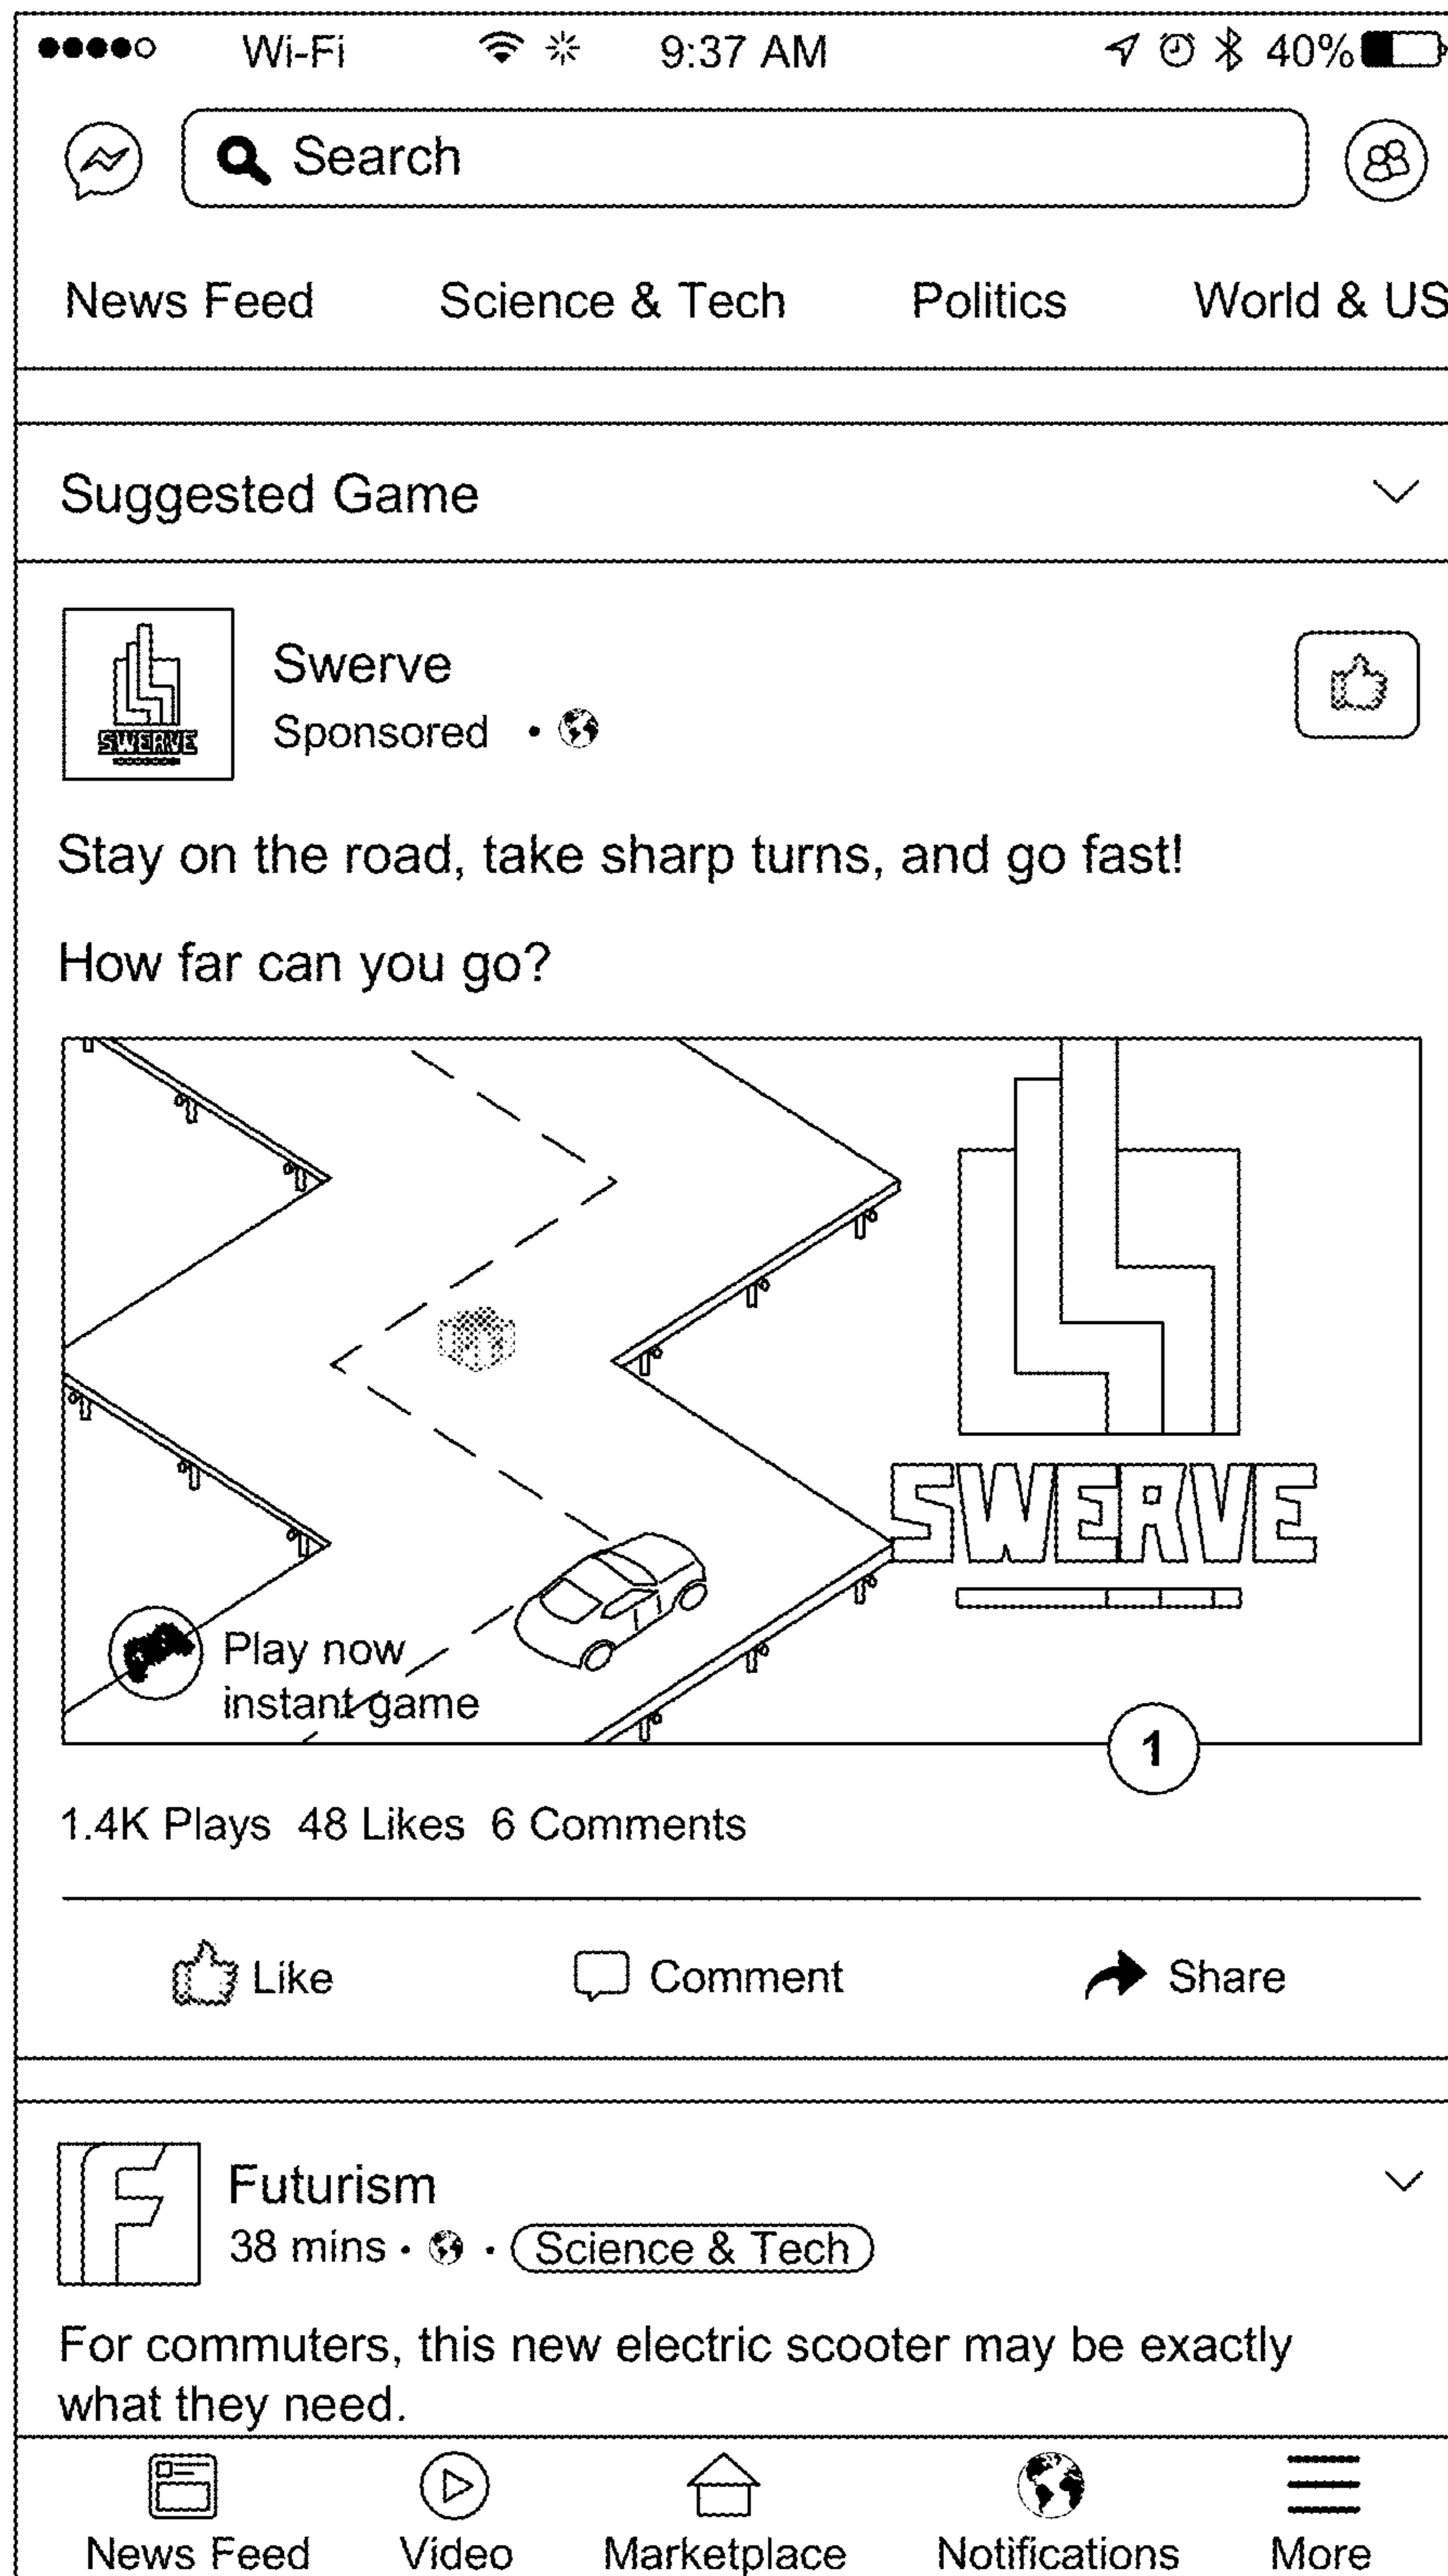 Wi-Fi 9:37 AM 40%
Search
News Feed Science & Tech Politics World & US
Suggested Game
SWERVE
Swerve
Sponsored •
Stay on the road, take sharp turns, and go fast!
How far can you go?
SWERVE
Play now
instant game
1
1.4K Plays 48 Likes 6 Comments
Like Comment Share
F
Futurism
38 mins • • Science & Tech
For commuters, this new electric scooter may be exactly
what they need.
News Feed Video Marketplace Notifications More